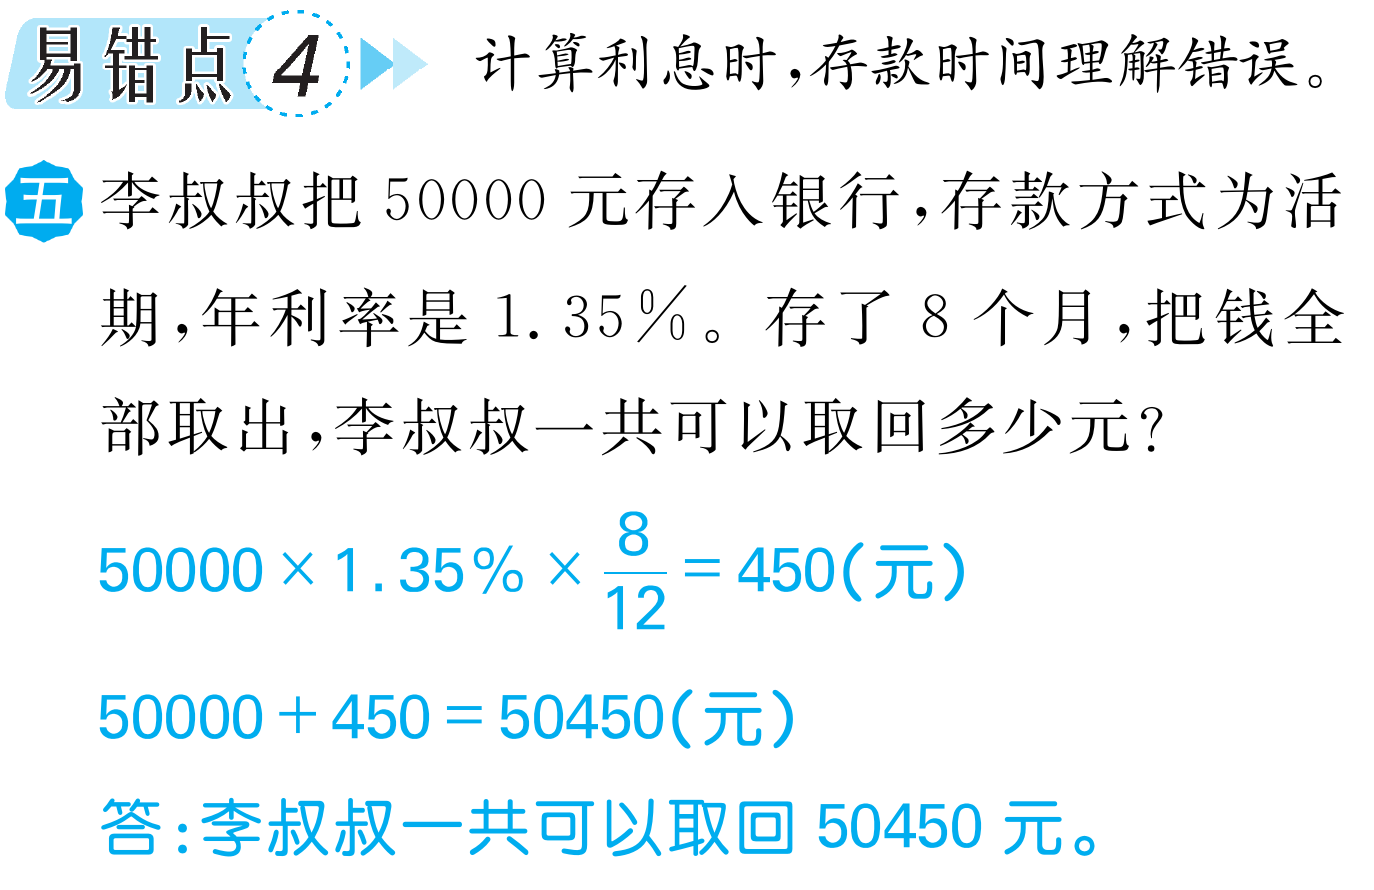 易错点 4 计算利息时,存款时间理解错误。
五 李叔叔把 50000 元存入银行,存款方式为活
期,年利率是 1.35%。存了 8 个月,把钱全
部取出,李叔叔一共可以取回多少元?
50000 × 1.35% × 8/12 = 450(元)
50000 + 450 = 50450(元)
答:李叔叔一共可以取回 50450 元。